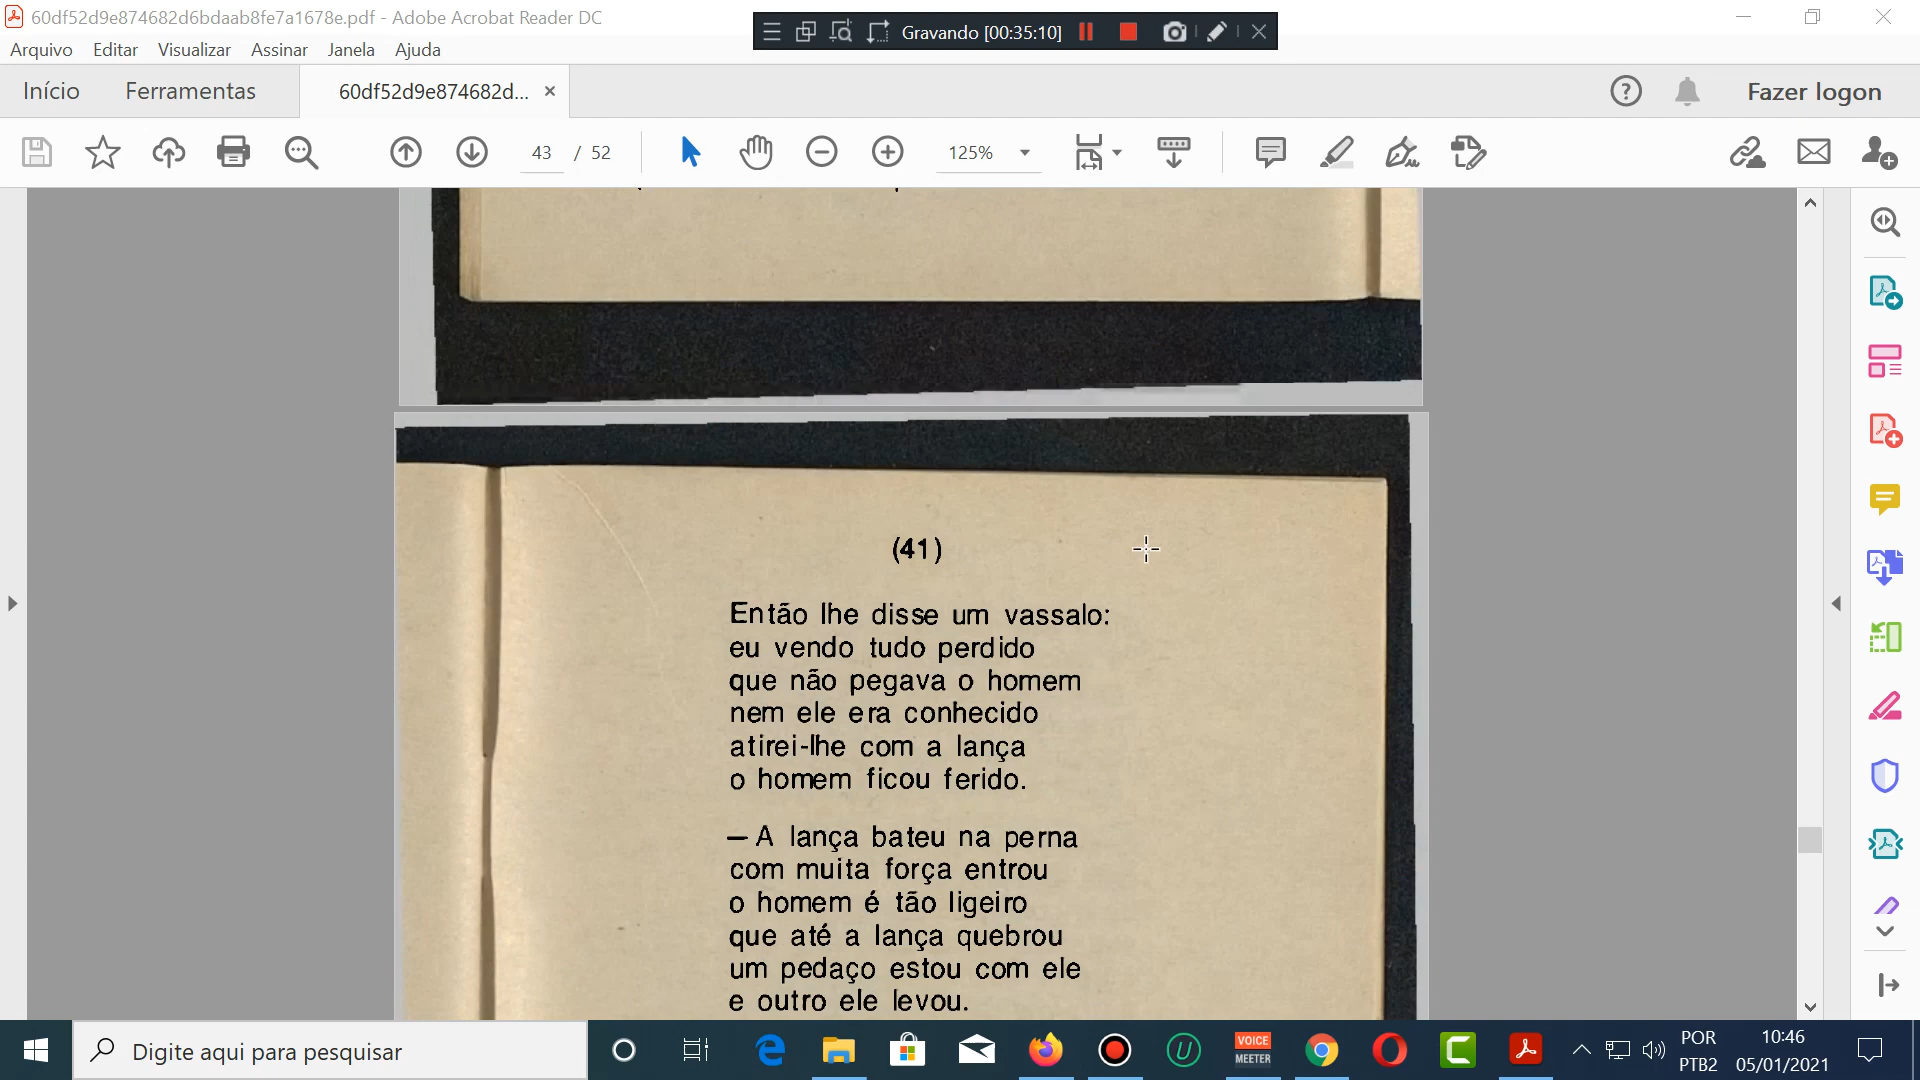 60df52d9e874682d6bdaab8fe7a1678e.pdf - Adobe Acrobat Reader DC
Gravando [00:35:10]
Arquivo Editar Visualizar Assinar Janela Ajuda
Início Ferramentas 60df52d9e874682d... Fazer logon
43 / 52 125%
(41)
Então lhe disse um vassalo:
eu vendo tudo perdido
que não pegava o homem
nem ele era conhecido
atirei-lhe com a lança
o homem ficou ferido.
— A lança bateu na perna
com muita força entrou
o homem é tão ligeiro
que até a lança quebrou
um pedaço estou com ele
e outro ele levou.
Digite aqui para pesquisar
VOICE
MEETER
POR
PTB2
10:46
05/01/2021